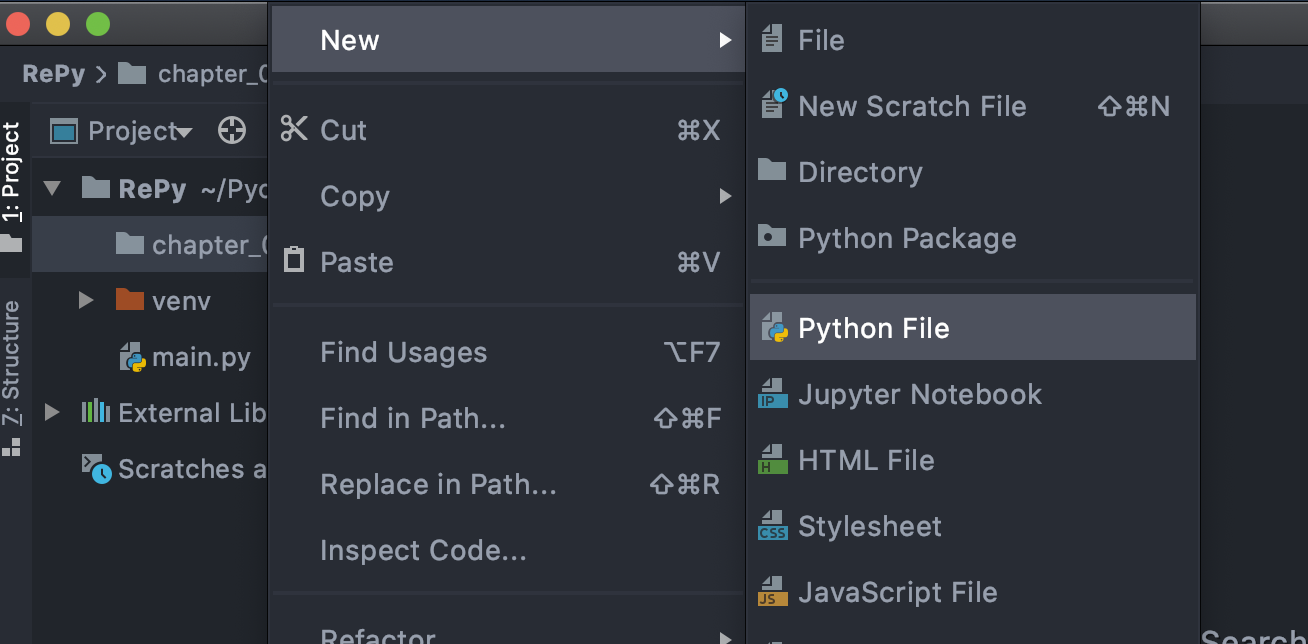 RePy
chapter_0
1: Project
Project
RePy ~/Pyc
chapter_0
venv
main.py
External Lib
Scratches a
7: Structure
New
Cut ⌘X
Copy
Paste ⌘V
Find Usages ⌥F7
Find in Path... ⇧⌘F
Replace in Path... ⇧⌘R
Inspect Code...
Refactor
File
New Scratch File ⇧⌘N
Directory
Python Package
Python File
IP Jupyter Notebook
H HTML File
CSS Stylesheet
JS JavaScript File
Search